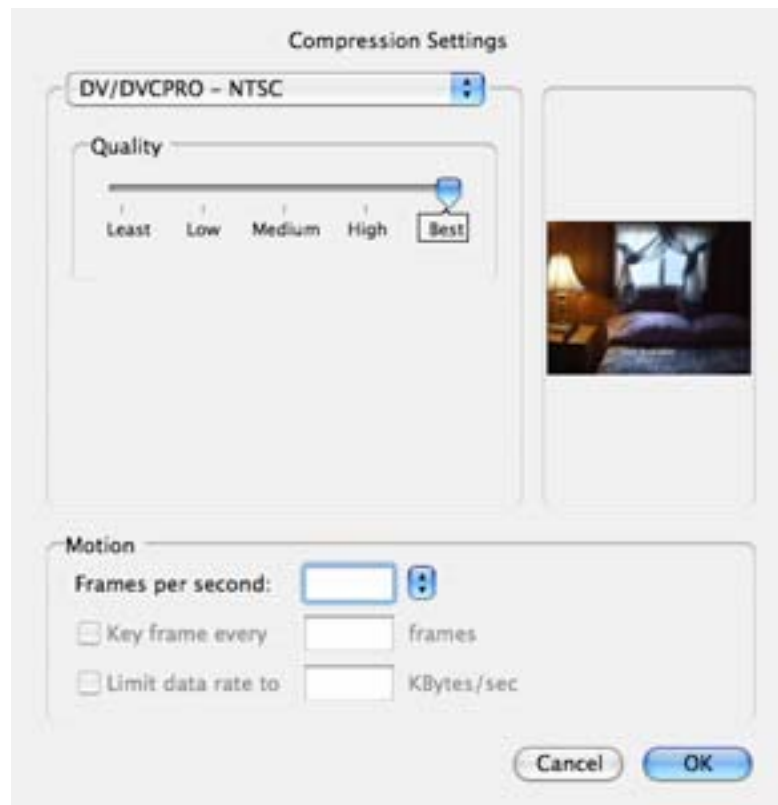 Compression Settings
DV/DVCPRO – NTSC
Quality
Least Low Medium High Best
Motion
Frames per second:
Key frame every frames
Limit data rate to KBytes/sec
Cancel OK